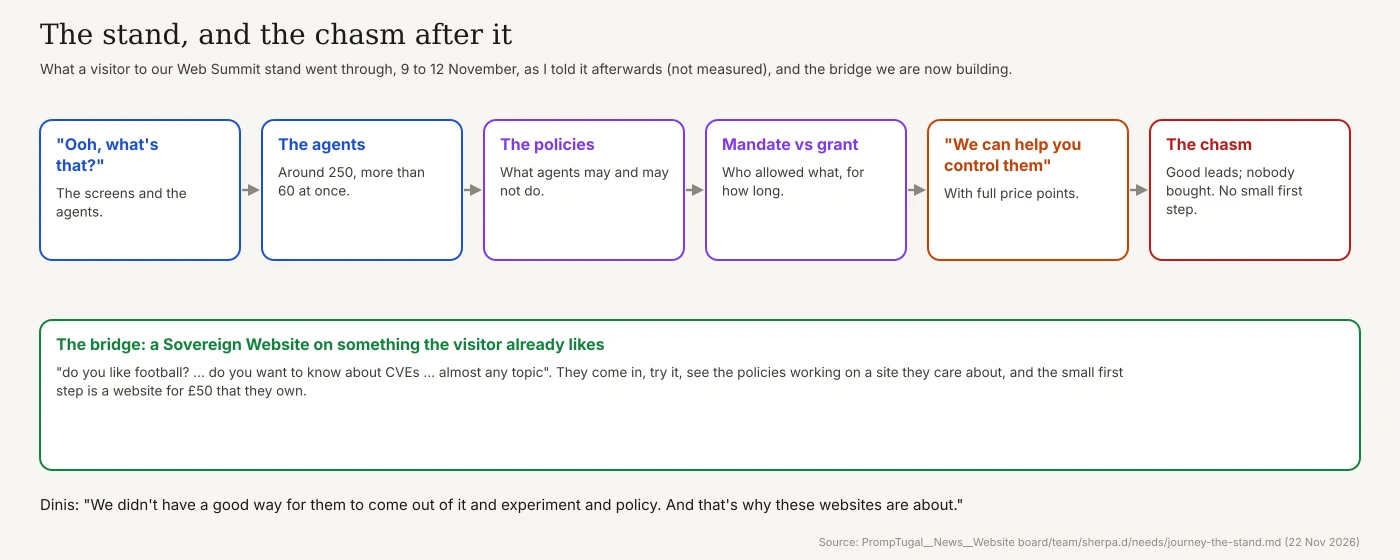 The stand, and the chasm after it
What a visitor to our Web Summit stand went through, 9 to 12 November, as I told it afterwards (not measured), and the bridge we are now building.
"Ooh, what's
that?"
The screens and the
agents.
The agents
Around 250, more than
60 at once.
The policies
What agents may and may
not do.
Mandate vs grant
Who allowed what, for
how long.
"We can help you
control them"
With full price points.
The chasm
Good leads; nobody
bought. No small first
step.
The bridge: a Sovereign Website on something the visitor already likes
"do you like football? ... do you want to know about CVEs ... almost any topic". They come in, try it, see the policies working on a site they care about, and the small first
step is a website for £50 that they own.
Dinis: "We didn't have a good way for them to come out of it and experiment and policy. And that's why these websites are about."
Source: PrompTugal__News__Website board/team/sherpa.d/needs/journey-the-stand.md (22 Nov 2026)